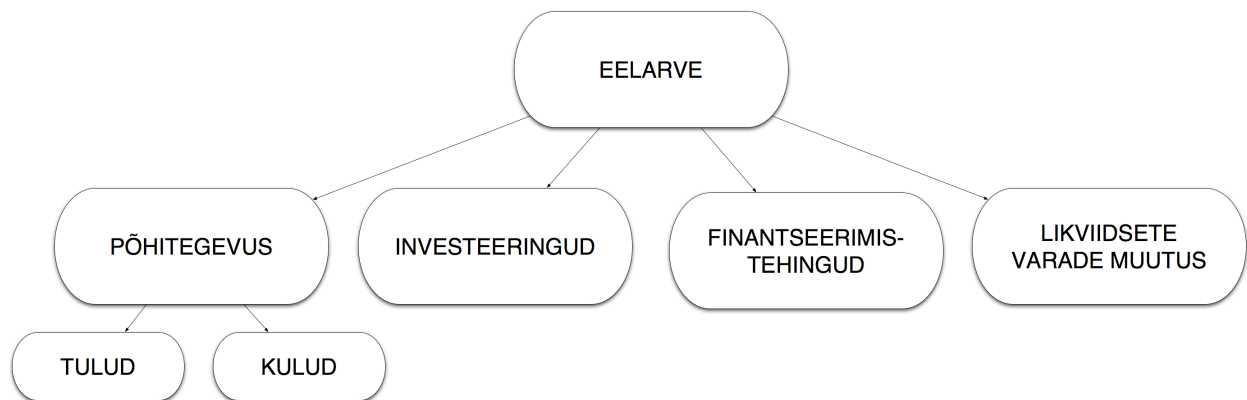 EELARVE
PÕHITEGEVUS
INVESTEERINGUD
FINANTSEERIMIS-
TEHINGUD
LIKVIIDSETE
VARADE MUUTUS
TULUD
KULUD